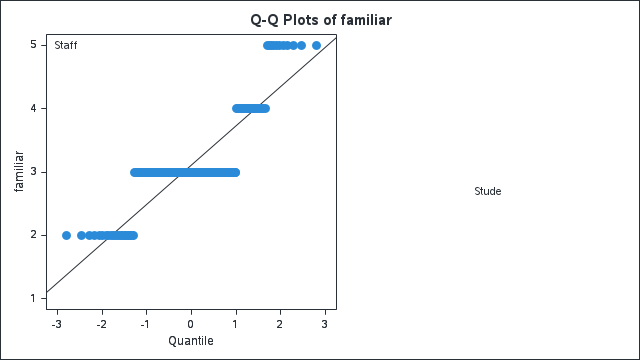 Q-Q Plots of familiar
Staff
5
4
3
2
1
familiar
-3 -2 -1 0 1 2 3
Quantile
Stude